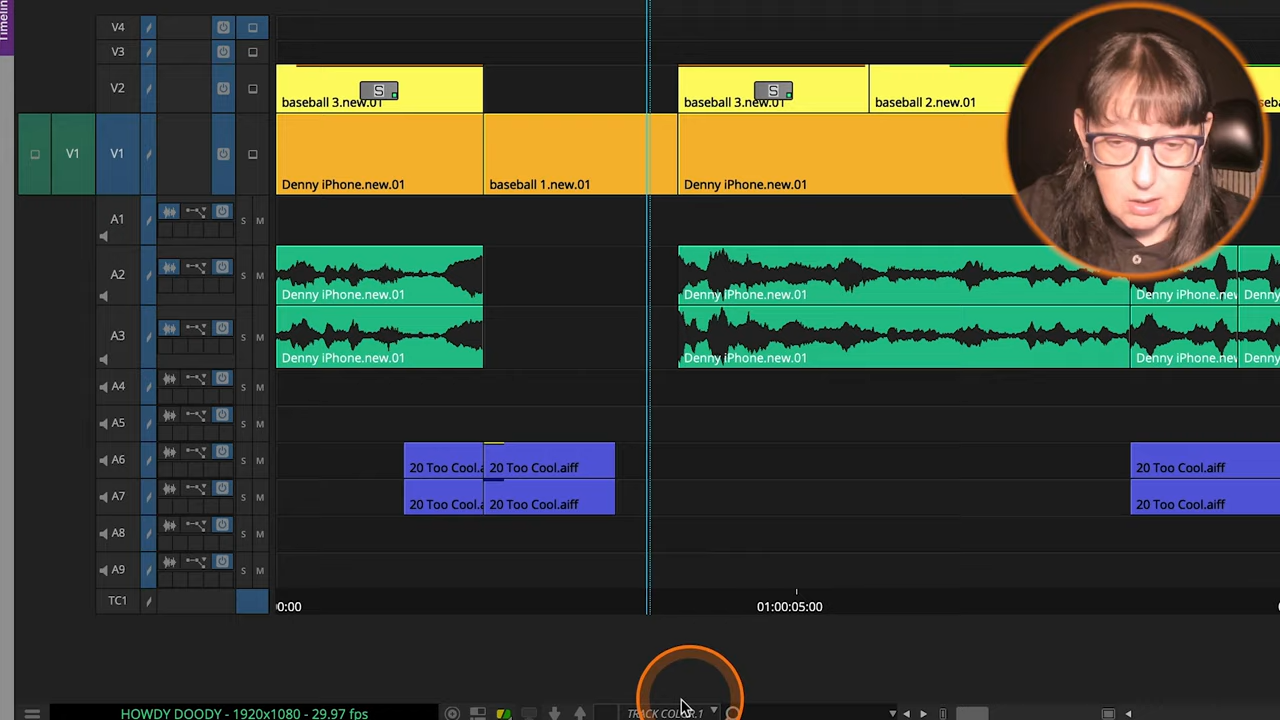 Timelin
V4
V3
V2
baseball 3.new.01
S
baseball 3.new.01
S
baseball 2.new.01
V1
V1
Denny iPhone.new.01
baseball 1.new.01
Denny iPhone.new.01
A1
S
M
A2
S
M
Denny iPhone.new.01
Denny iPhone.new.01
Denny iPhone.new
Denny
A3
S
M
Denny iPhone.new.01
Denny iPhone.new.01
Denny iPhone.new
Denny
A4
S
M
A5
S
M
A6
S
M
20 Too Cool.a
20 Too Cool.aiff
20 Too Cool.aiff
A7
S
M
20 Too Cool.a
20 Too Cool.aiff
20 Too Cool.aiff
A8
S
M
A9
S
M
TC1
:00:00
01:00:05:00
HOWDY DOODY - 1920x1080 - 29.97 fps
TRACK COLOR.1